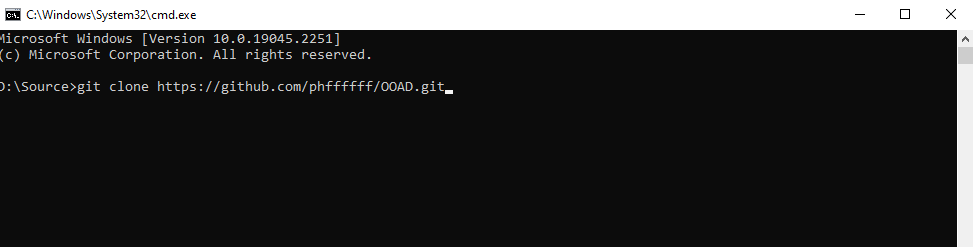 C:\Windows\System32\cmd.exe
Microsoft Windows [Version 10.0.19045.2251]
(c) Microsoft Corporation. All rights reserved.
D:\Source>git clone https://github.com/phffffff/OOAD.git